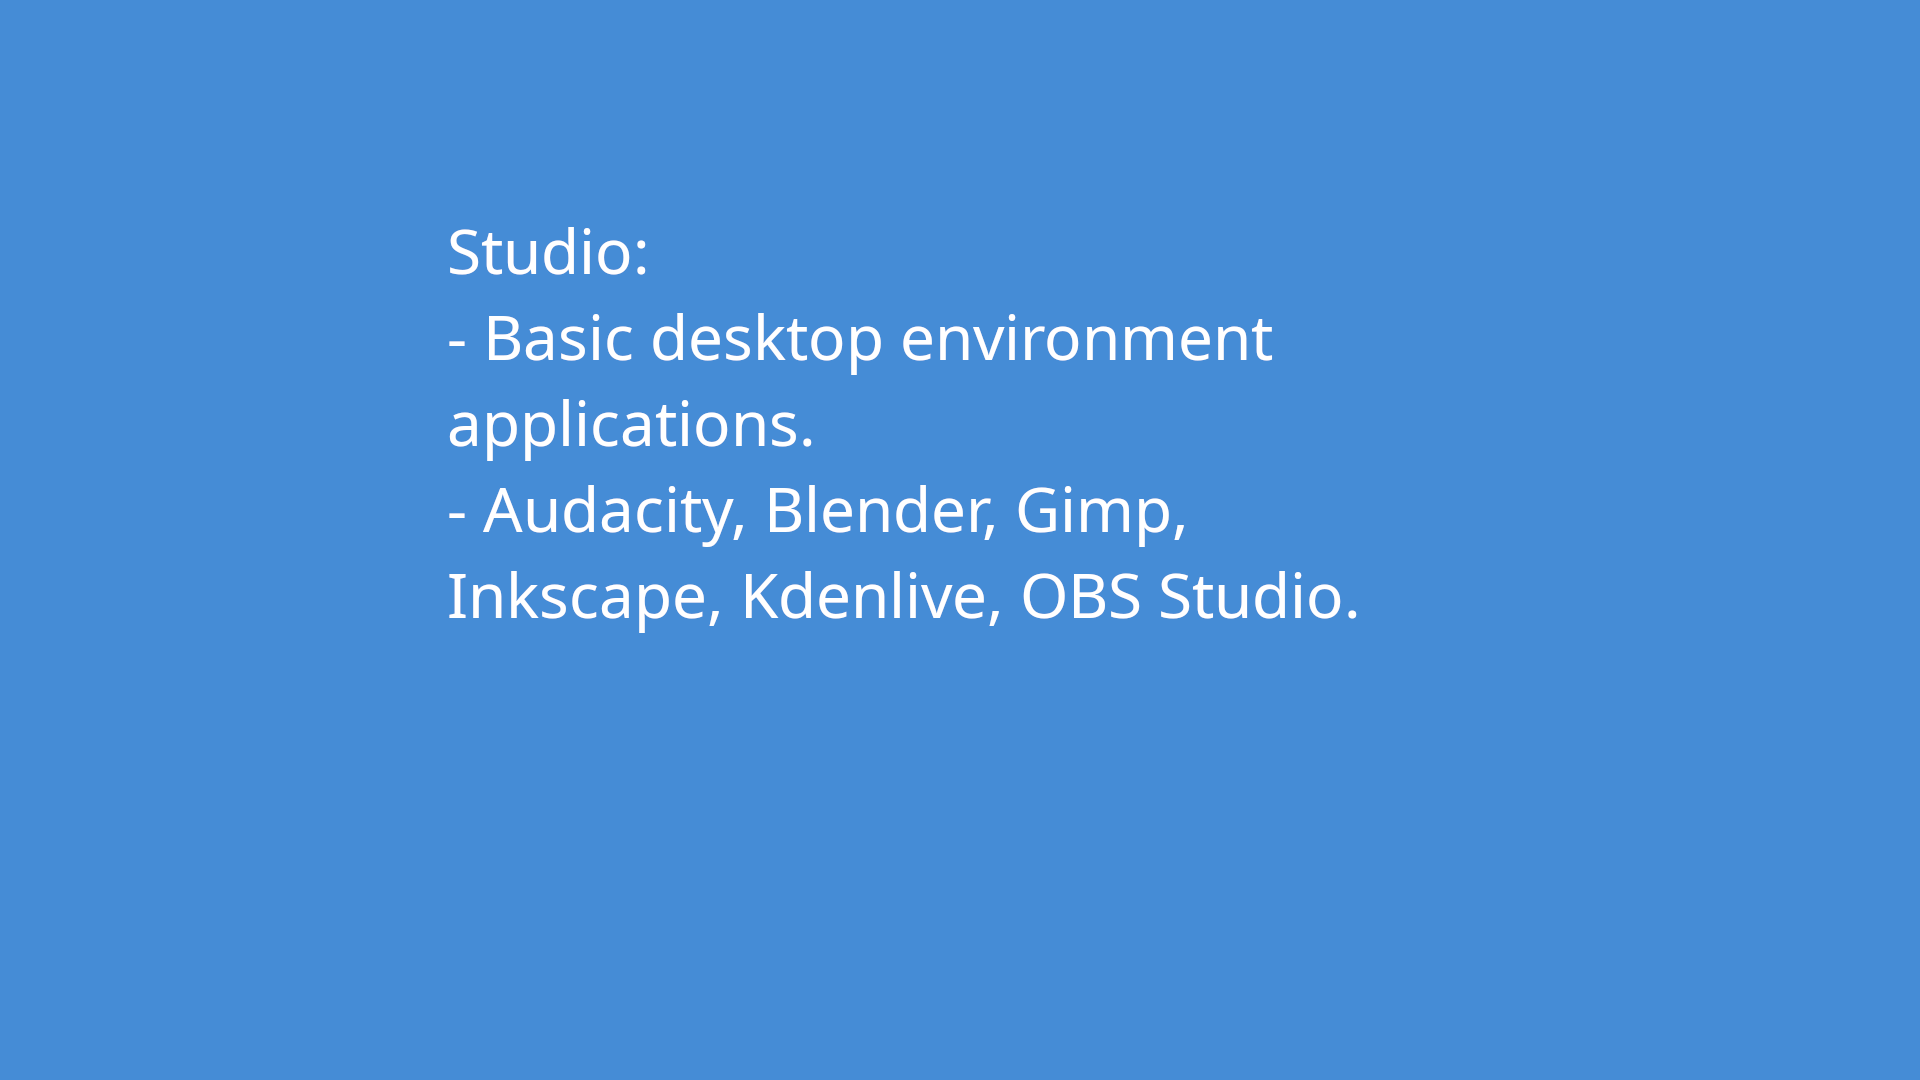 Studio:
- Basic desktop environment
applications.
- Audacity, Blender, Gimp,
Inkscape, Kdenlive, OBS Studio.